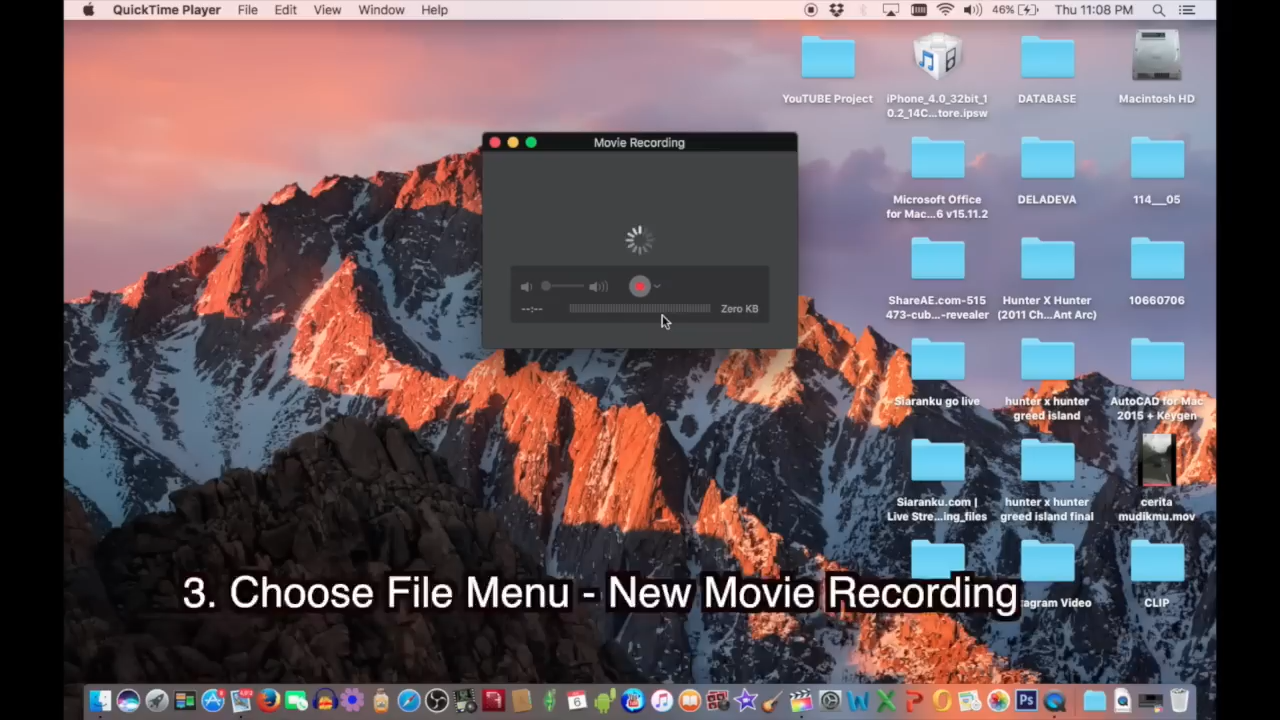 QuickTime Player File Edit View Window Help
46% Thu 11:08 PM
YouTUBE Project
iPhone_4.0_32bit_1
0.2_14C...tore.ipsw
DATABASE
Macintosh HD
Movie Recording
Microsoft Office
for Mac...6 v15.11.2
DELADEVA
114__05
--:--
Zero KB
ShareAE.com-515
473-cub...-revealer
Hunter X Hunter
(2011 Ch...Ant Arc)
10660706
Siaranku go live
hunter x hunter
greed island
AutoCAD for Mac
2015 + Keygen
Siaranku.com |
Live Stre...ing_files
hunter x hunter
greed island final
cerita
mudikmu.mov
3. Choose File Menu - New Movie Recording
tagram Video
CLIP
Ps